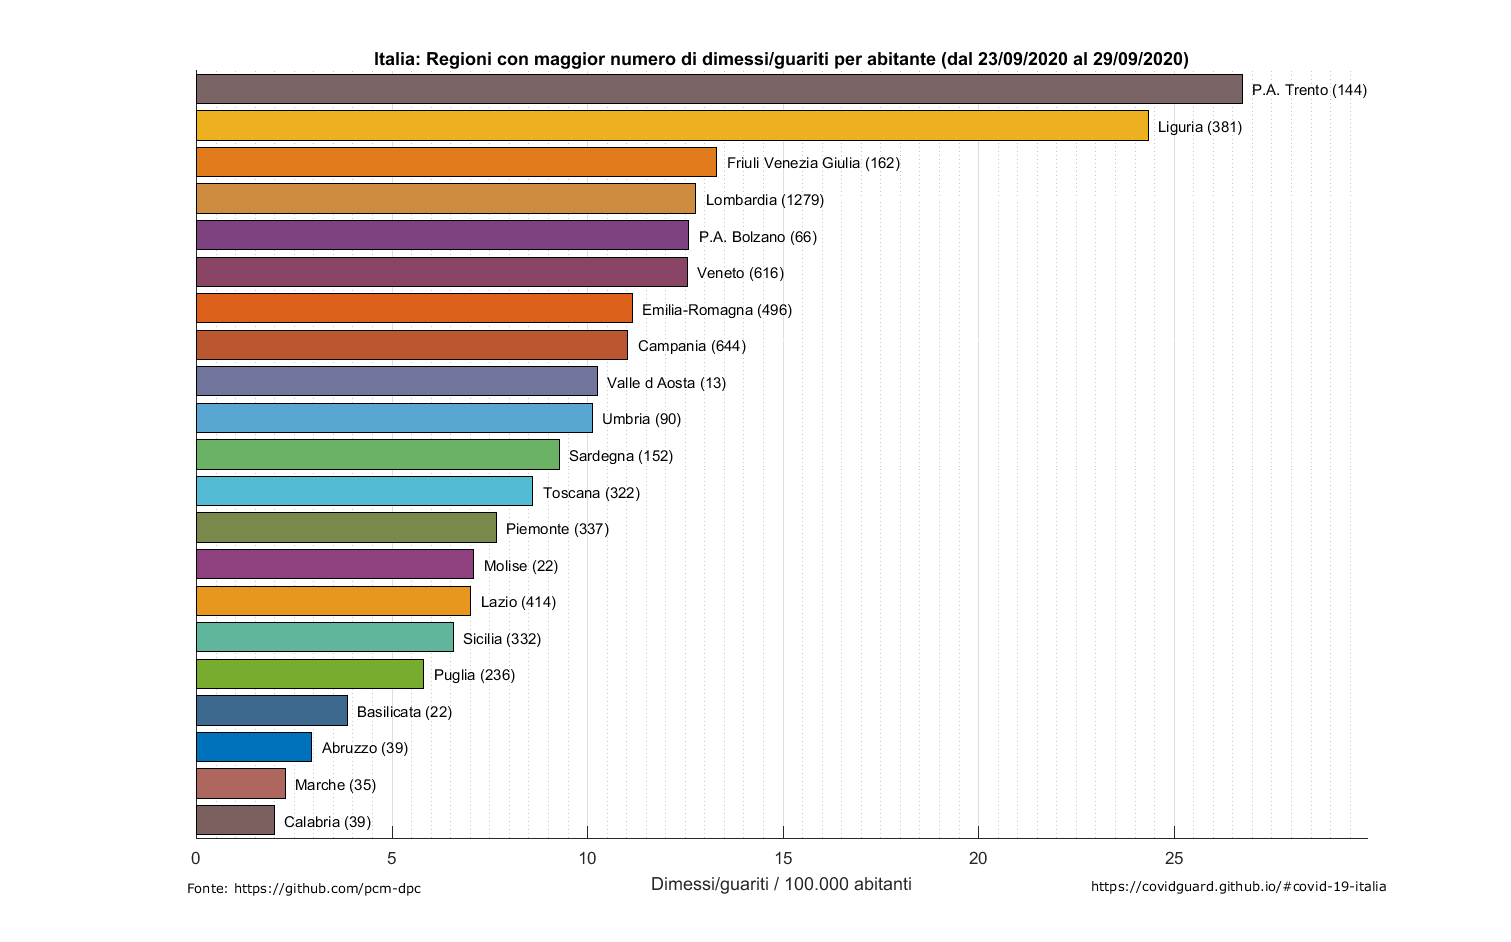 Italia: Regioni con maggior numero di dimessi/guariti per abitante (dal 23/09/2020 al 29/09/2020)
P.A. Trento (144)
Liguria (381)
Friuli Venezia Giulia (162)
Lombardia (1279)
P.A. Bolzano (66)
Veneto (616)
Emilia-Romagna (496)
Campania (644)
Valle d Aosta (13)
Umbria (90)
Sardegna (152)
Toscana (322)
Piemonte (337)
Molise (22)
Lazio (414)
Sicilia (332)
Puglia (236)
Basilicata (22)
Abruzzo (39)
Marche (35)
Calabria (39)
0 5 10 15 20 25
Dimessi/guariti / 100.000 abitanti
Fonte: https://github.com/pcm-dpc
https://covidguard.github.io/#covid-19-italia